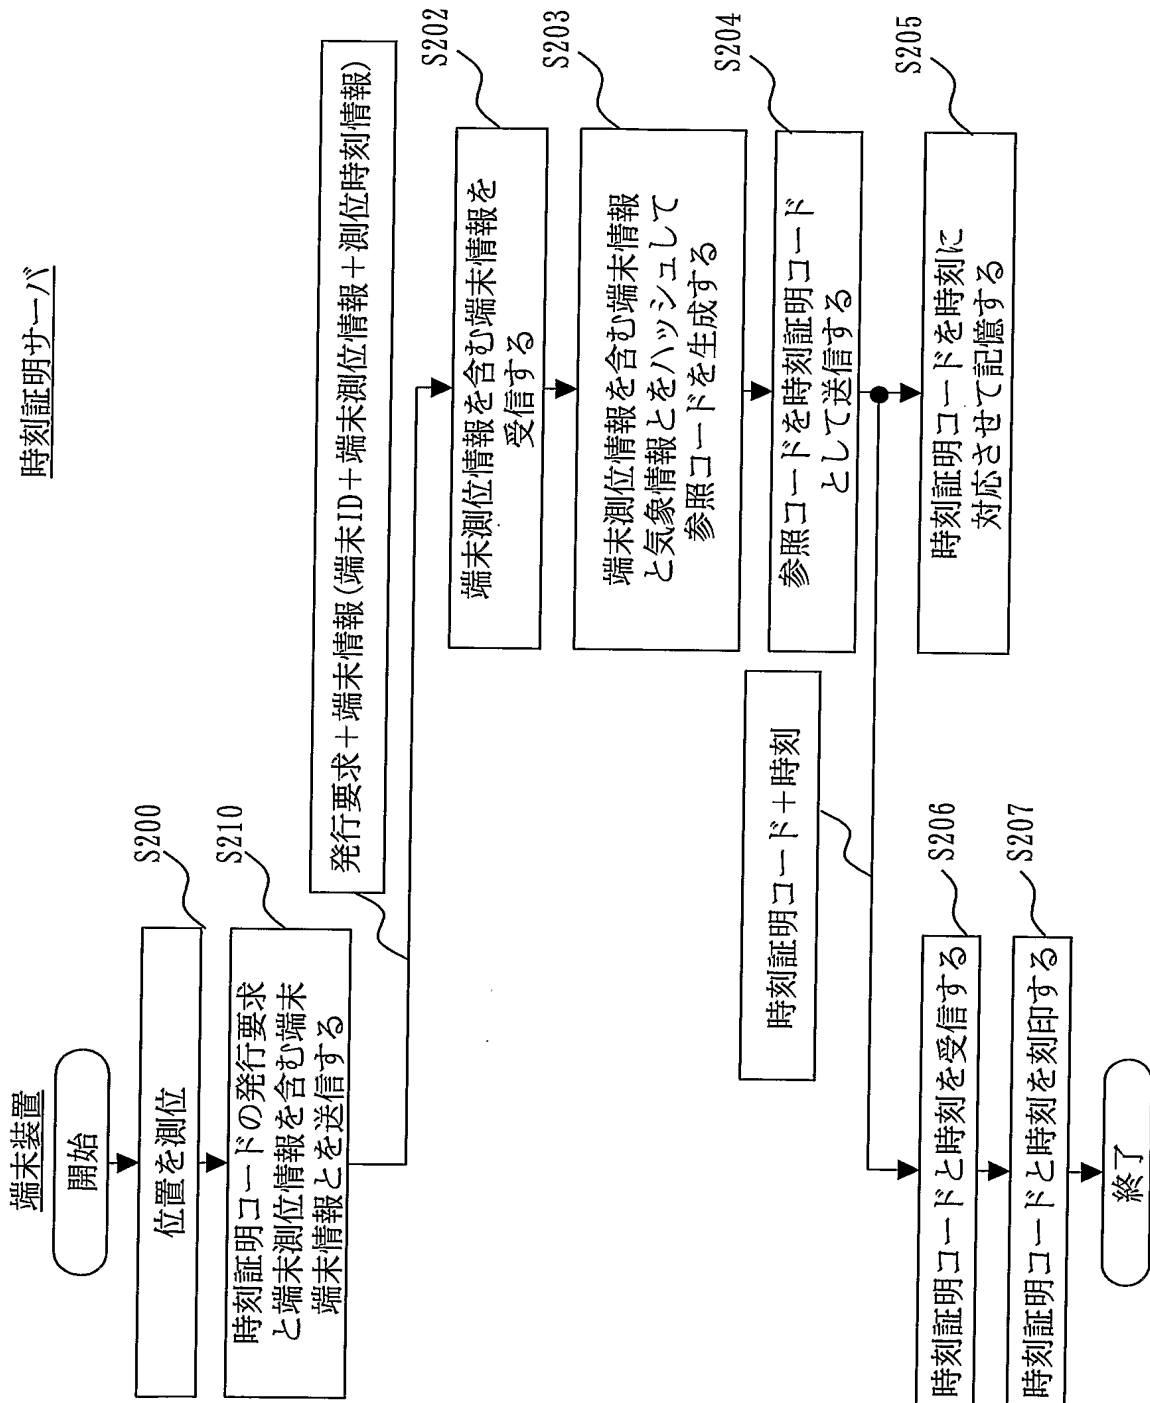 端末装置
時刻証明サーバ
開始
位置を測位
S200
時刻証明コードの発行要求
と端末測位情報を含む端末
端末情報とを送信する
S210
発行要求＋端末情報(端末ID＋端末測位情報＋測位時刻情報)
端末測位情報を含む端末情報を
受信する
S202
端末測位情報を含む端末情報
と気象情報とをハッシュして
参照コードを生成する
S203
参照コードを時刻証明コード
として送信する
S204
時刻証明コード＋時刻
時刻証明コードを時刻に
対応させて記憶する
S205
時刻証明コードと時刻を受信する
S206
時刻証明コードと時刻を刻印する
S207
終了